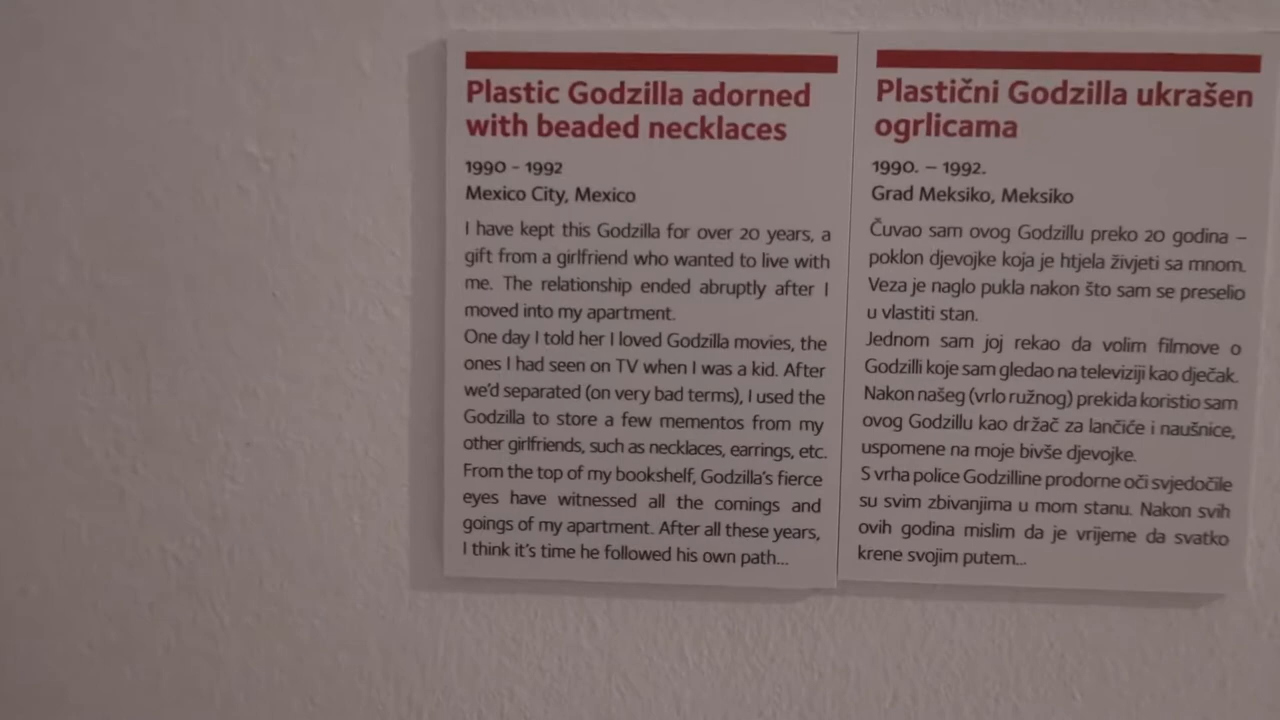 Plastic Godzilla adorned
with beaded necklaces
1990 - 1992
Mexico City, Mexico
I have kept this Godzilla for over 20 years, a
gift from a girlfriend who wanted to live with
me. The relationship ended abruptly after I
moved into my apartment.
One day I told her I loved Godzilla movies, the
ones I had seen on TV when I was a kid. After
we'd separated (on very bad terms), I used the
Godzilla to store a few mementos from my
other girlfriends, such as necklaces, earrings, etc.
From the top of my bookshelf, Godzilla's fierce
eyes have witnessed all the comings and
goings of my apartment. After all these years,
I think it's time he followed his own path...
Plastični Godzilla ukrašen
ogrlicama
1990. – 1992.
Grad Meksiko, Meksiko
Čuvao sam ovog Godzillu preko 20 godina –
poklon djevojke koja je htjela živjeti sa mnom.
Veza je naglo pukla nakon što sam se preselio
u vlastiti stan.
Jednom sam joj rekao da volim filmove o
Godzilli koje sam gledao na televiziji kao dječak.
Nakon našeg (vrlo ružnog) prekida koristio sam
ovog Godzillu kao držač za lančiće i naušnice,
uspomene na moje bivše djevojke.
S vrha police Godzilline prodorne oči svjedočile
su svim zbivanjima u mom stanu. Nakon svih
ovih godina mislim da je vrijeme da svatko
krene svojim putem...